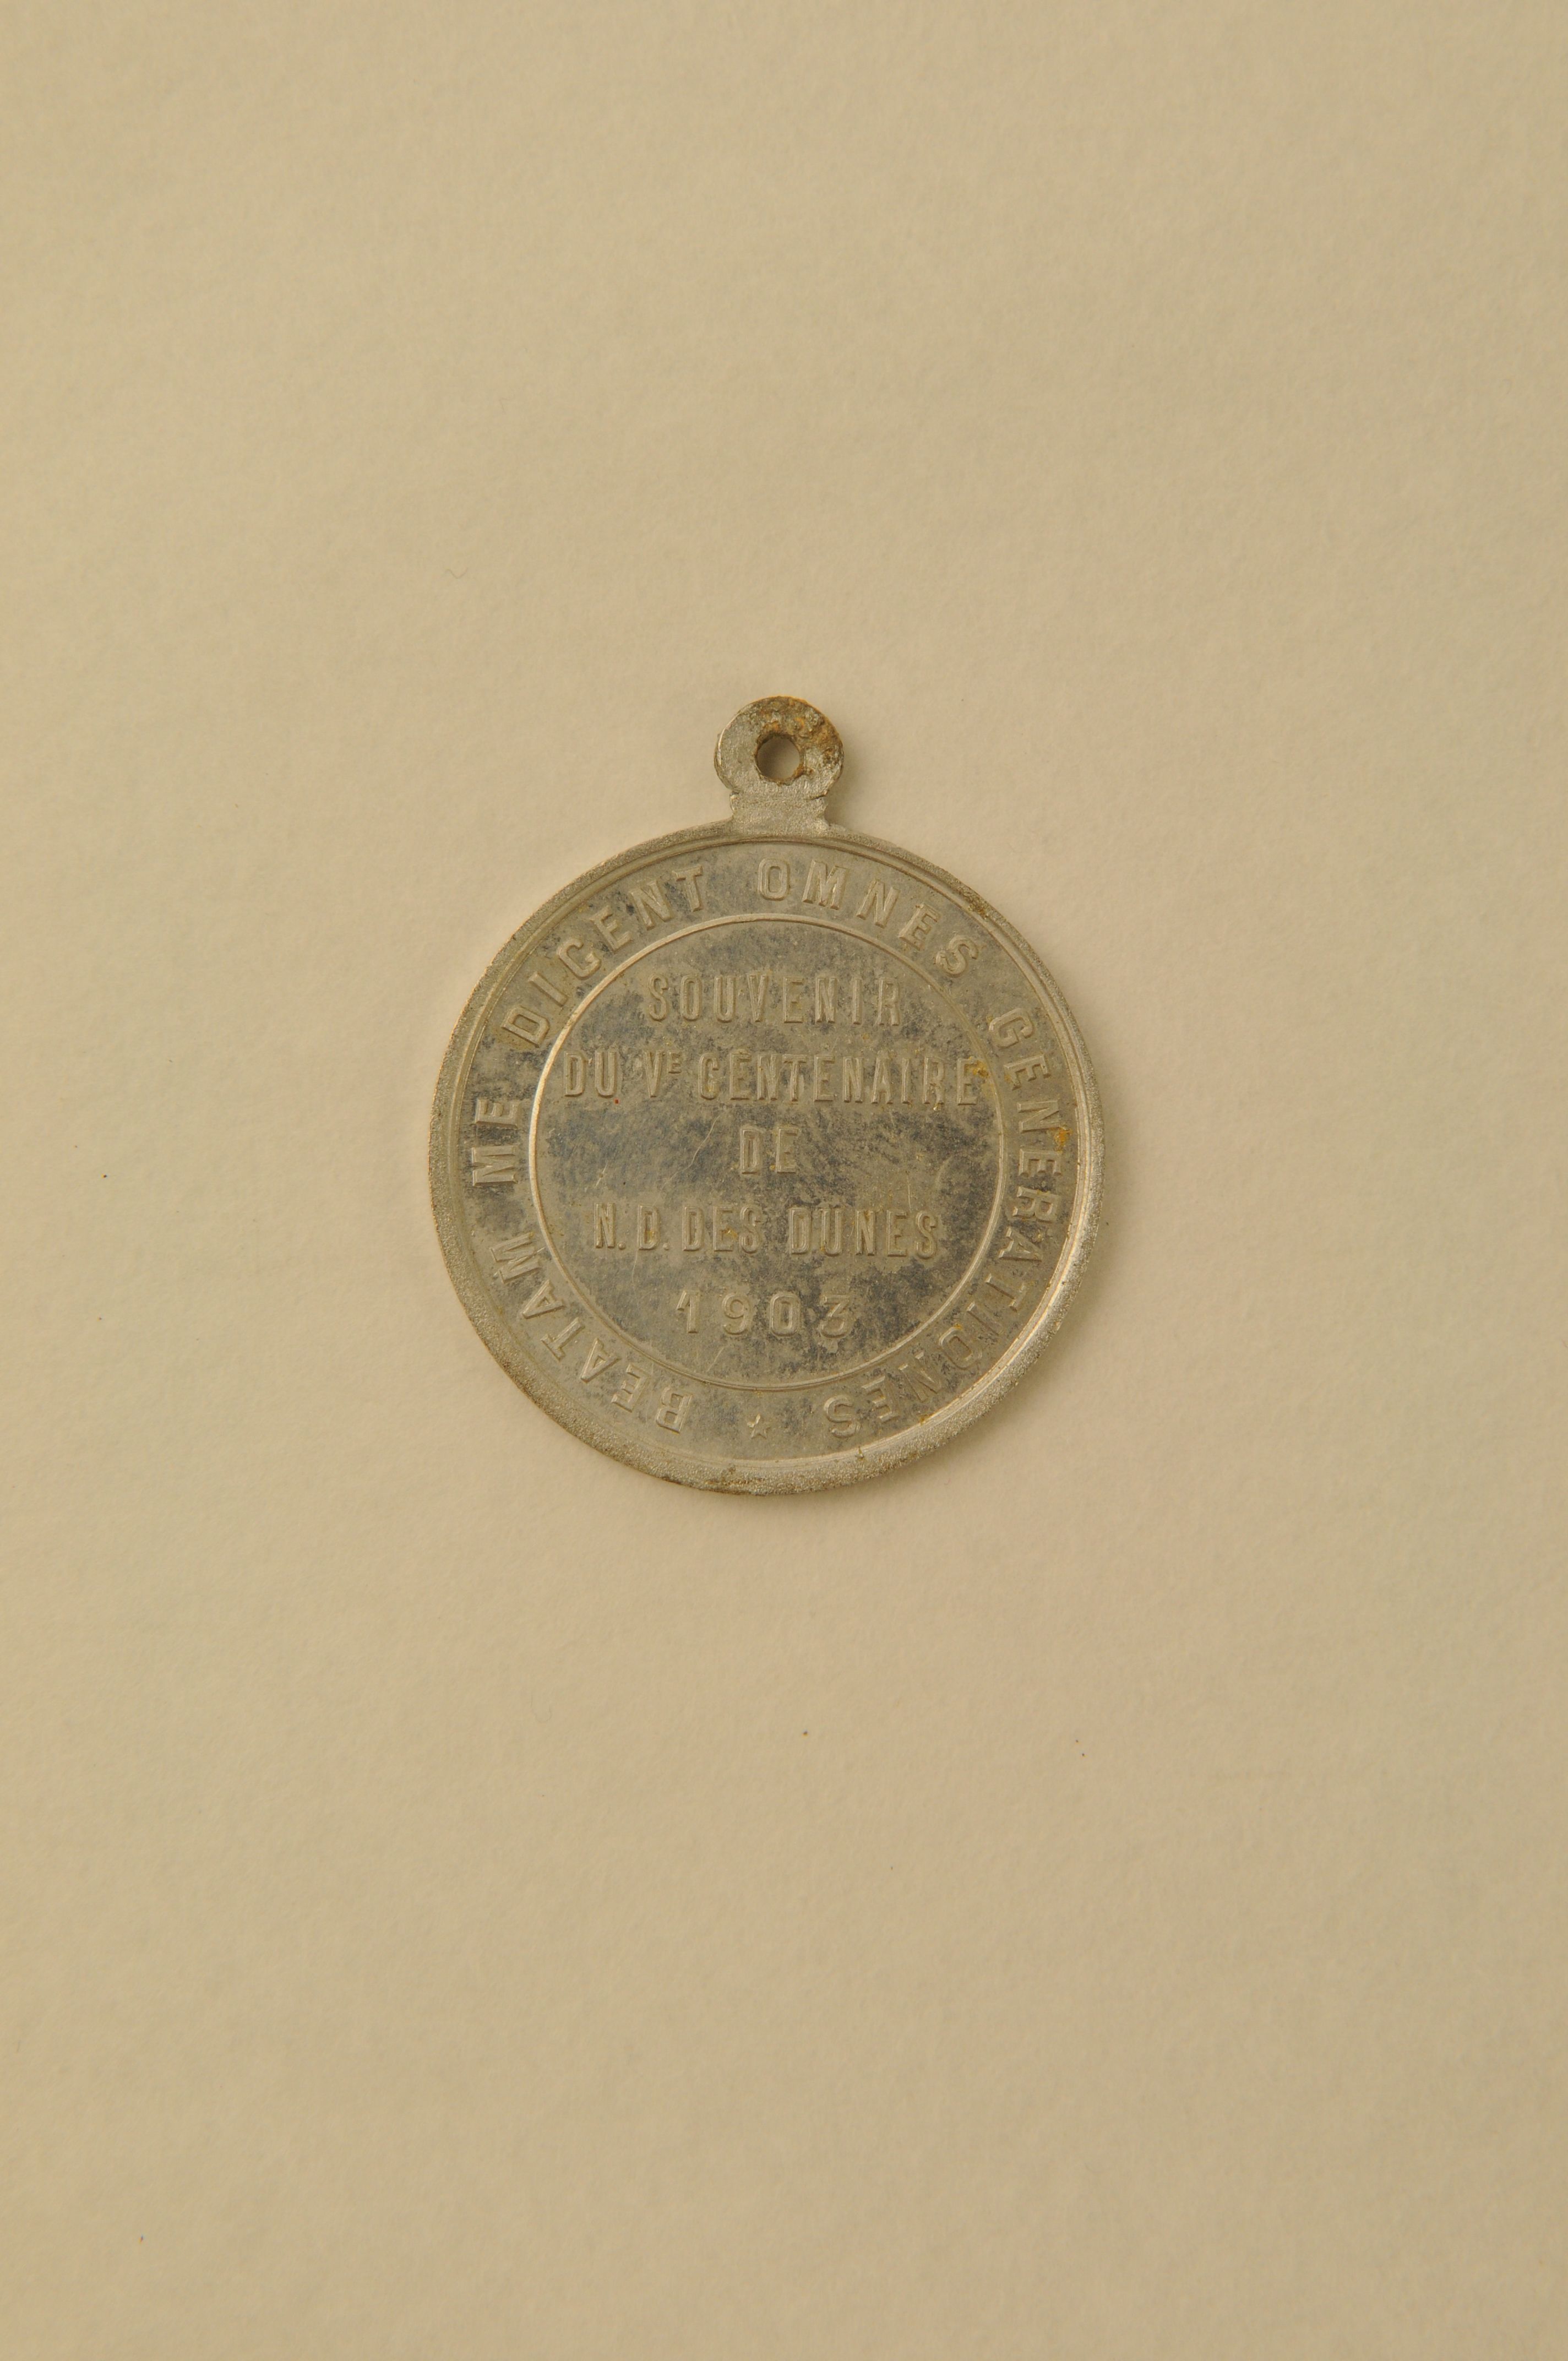 BEATAM ME DICENT OMNES GENERATIONES
SOUVENIR
DU VE CENTENAIRE
DE
N.D. DES DUNES
1903